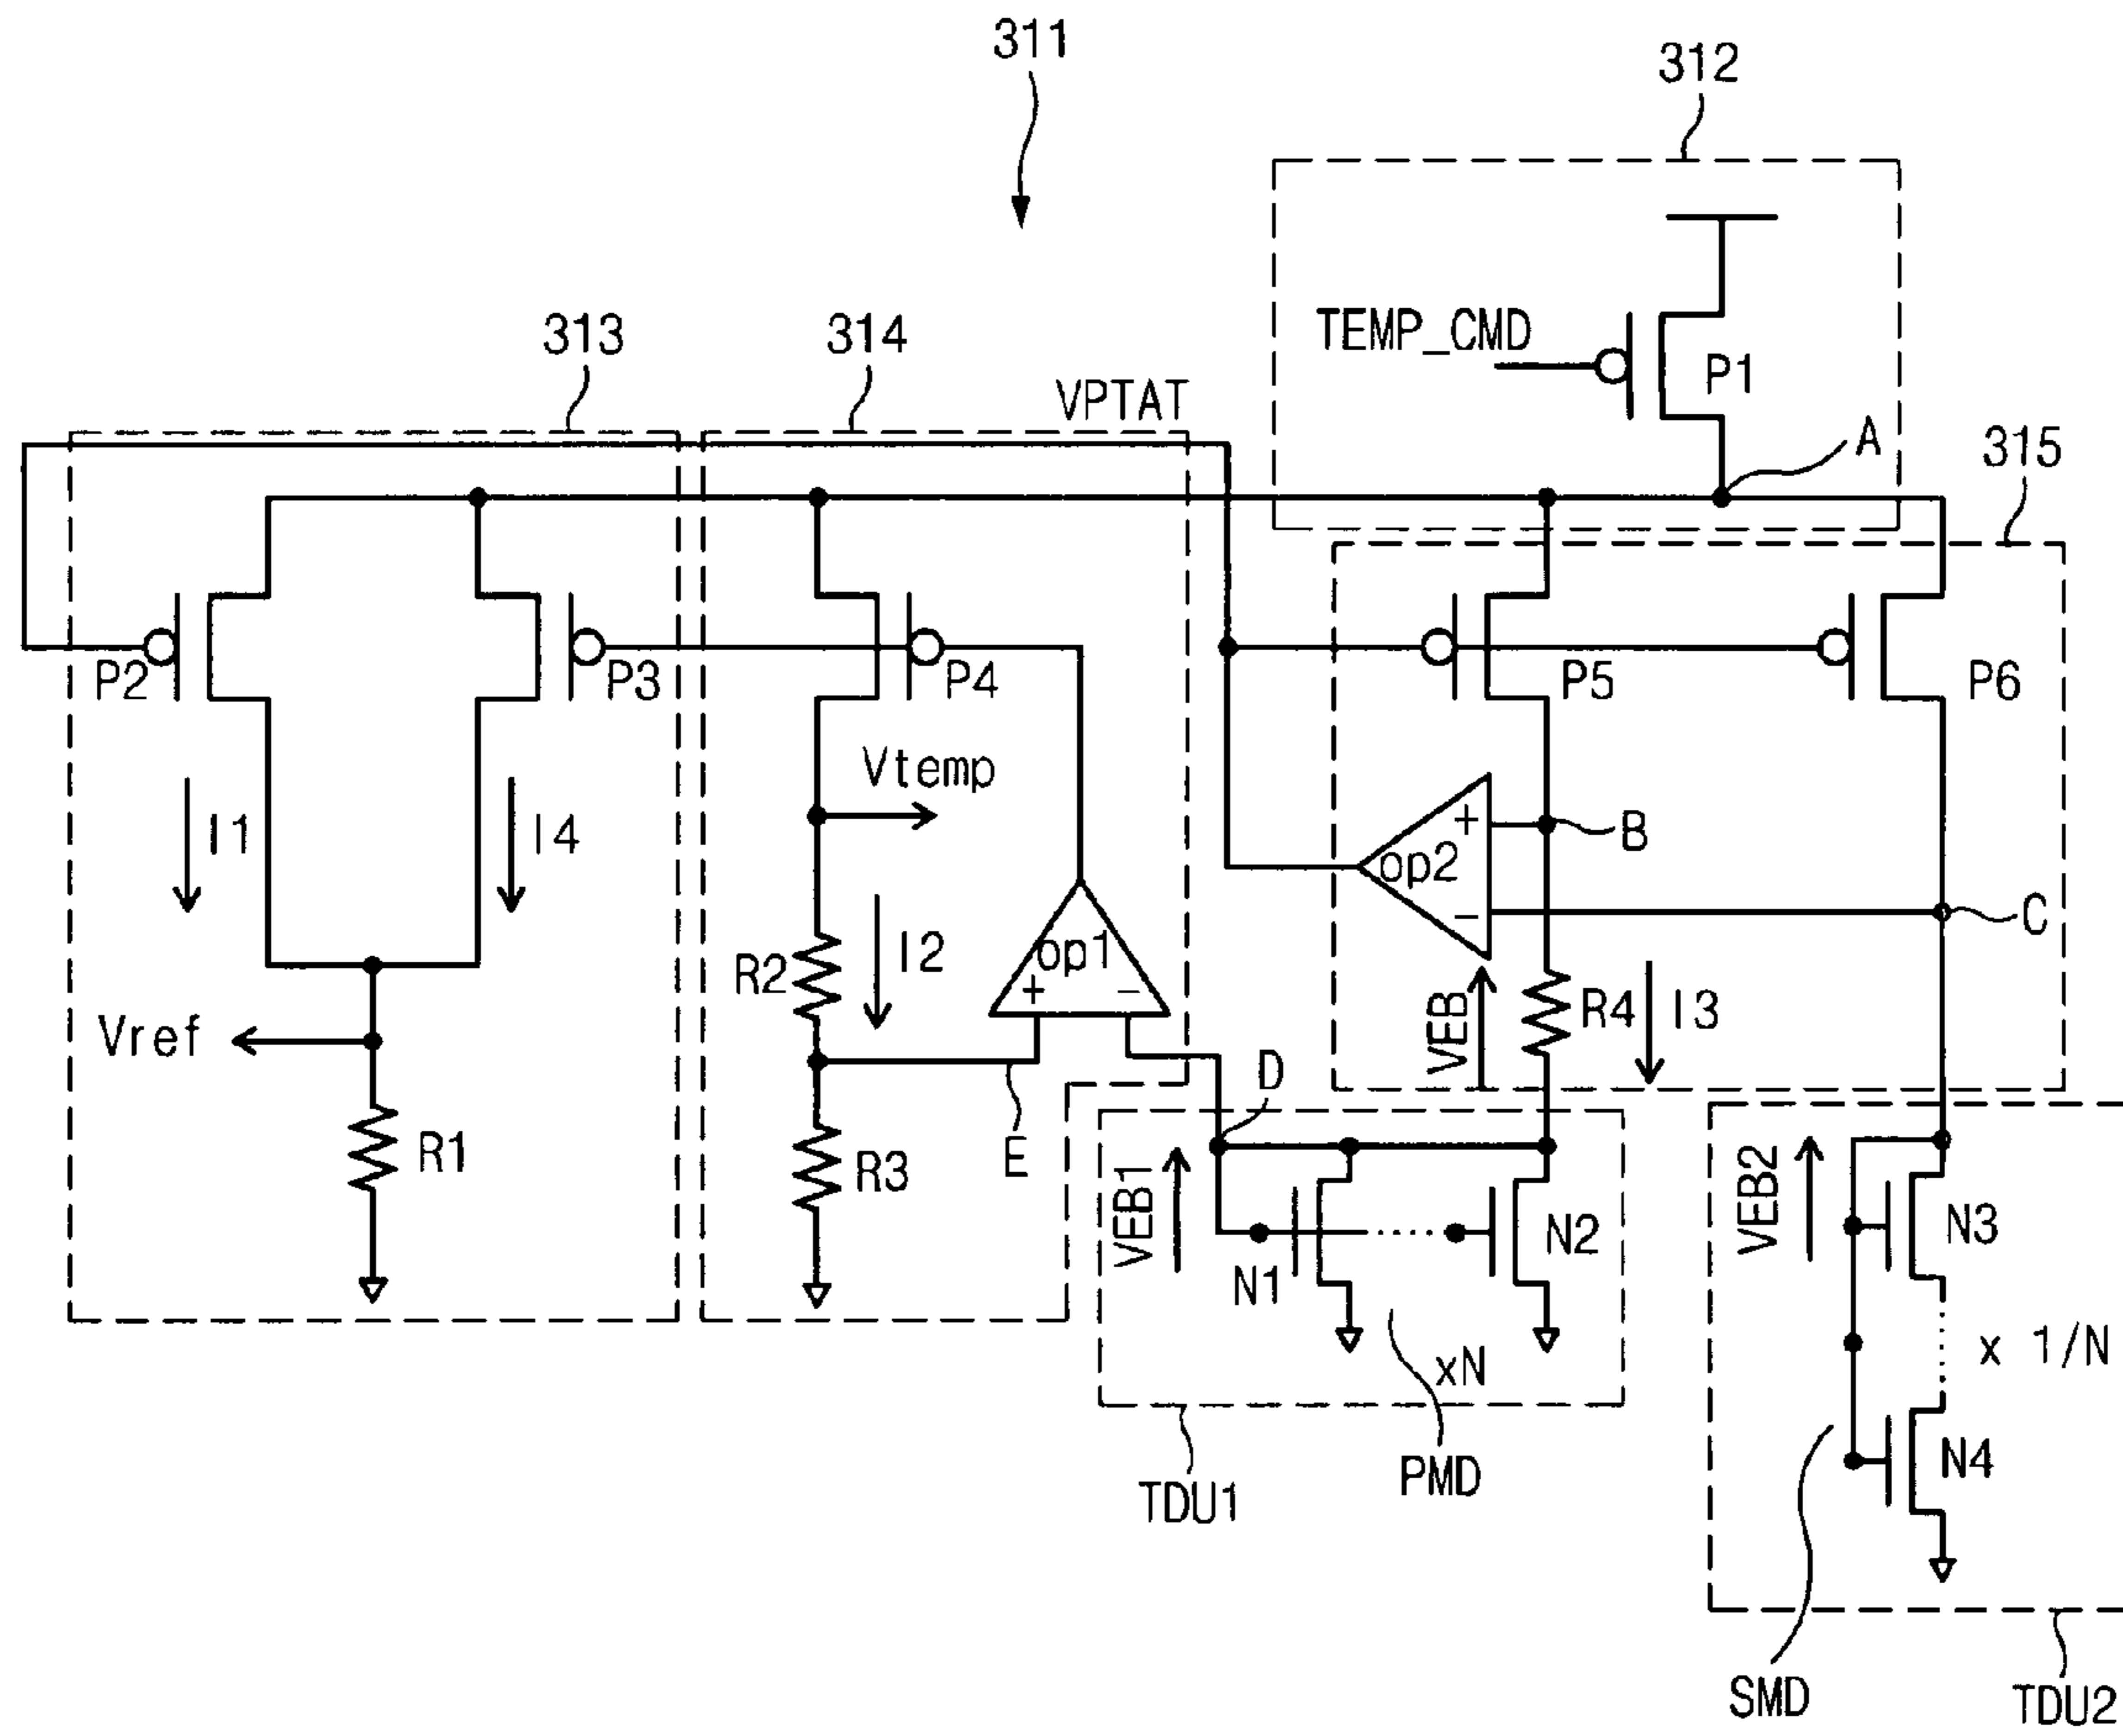 311
312
TEMP_CMD
P1
313
314
VPTAT
A
315
P2
P3
P4
P5
P6
Vtemp
I1
I4
op2
+
-
B
C
R2
I2
op1
+ -
VEB
R4
I3
Vref
D
E
R1
R3
VEB1
N1
N2
VEB2
N3
xN
x 1/N
PMD
TDU1
N4
SMD
TDU2